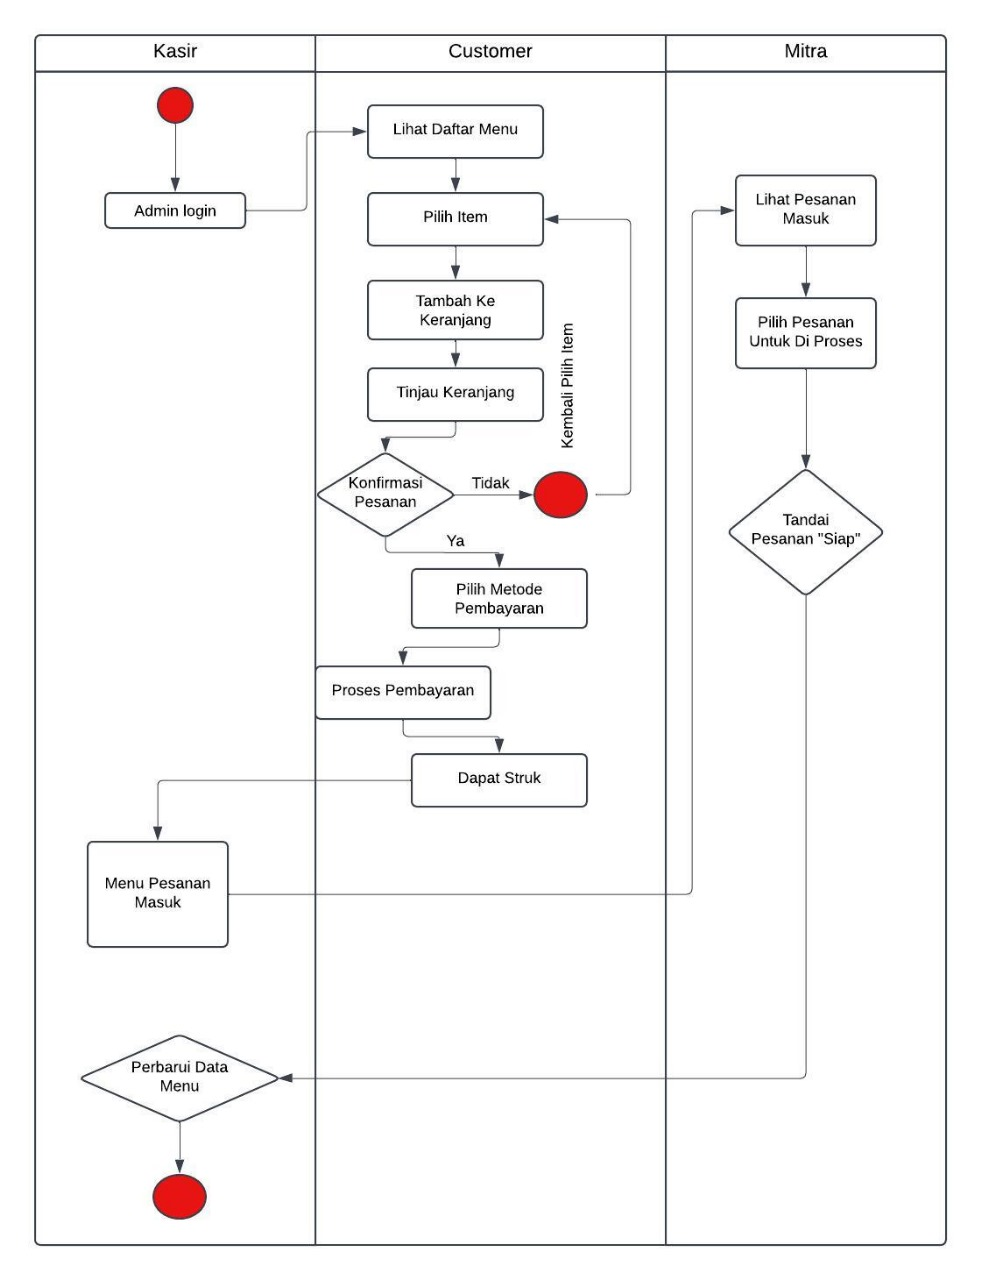 Kasir
Customer
Mitra
Admin login
Lihat Daftar Menu
Pilih Item
Tambah Ke
Keranjang
Tinjau Keranjang
Kembali Pilih Item
Konfirmasi
Pesanan
Tidak
Ya
Pilih Metode
Pembayaran
Proses Pembayaran
Dapat Struk
Lihat Pesanan
Masuk
Pilih Pesanan
Untuk Di Proses
Tandai
Pesanan "Siap"
Menu Pesanan
Masuk
Perbarui Data
Menu